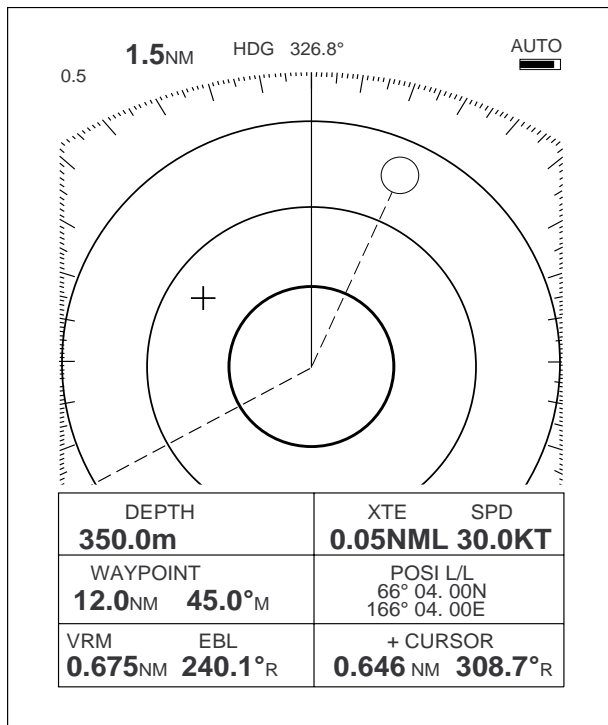 1.5NM HDG 326.8° AUTO
0.5
DEPTH
350.0m
XTE SPD
0.05NML 30.0KT
WAYPOINT
12.0NM 45.0°M
POSI L/L
66° 04. 00N
166° 04. 00E
VRM EBL
0.675NM 240.1°R
+ CURSOR
0.646 NM 308.7°R